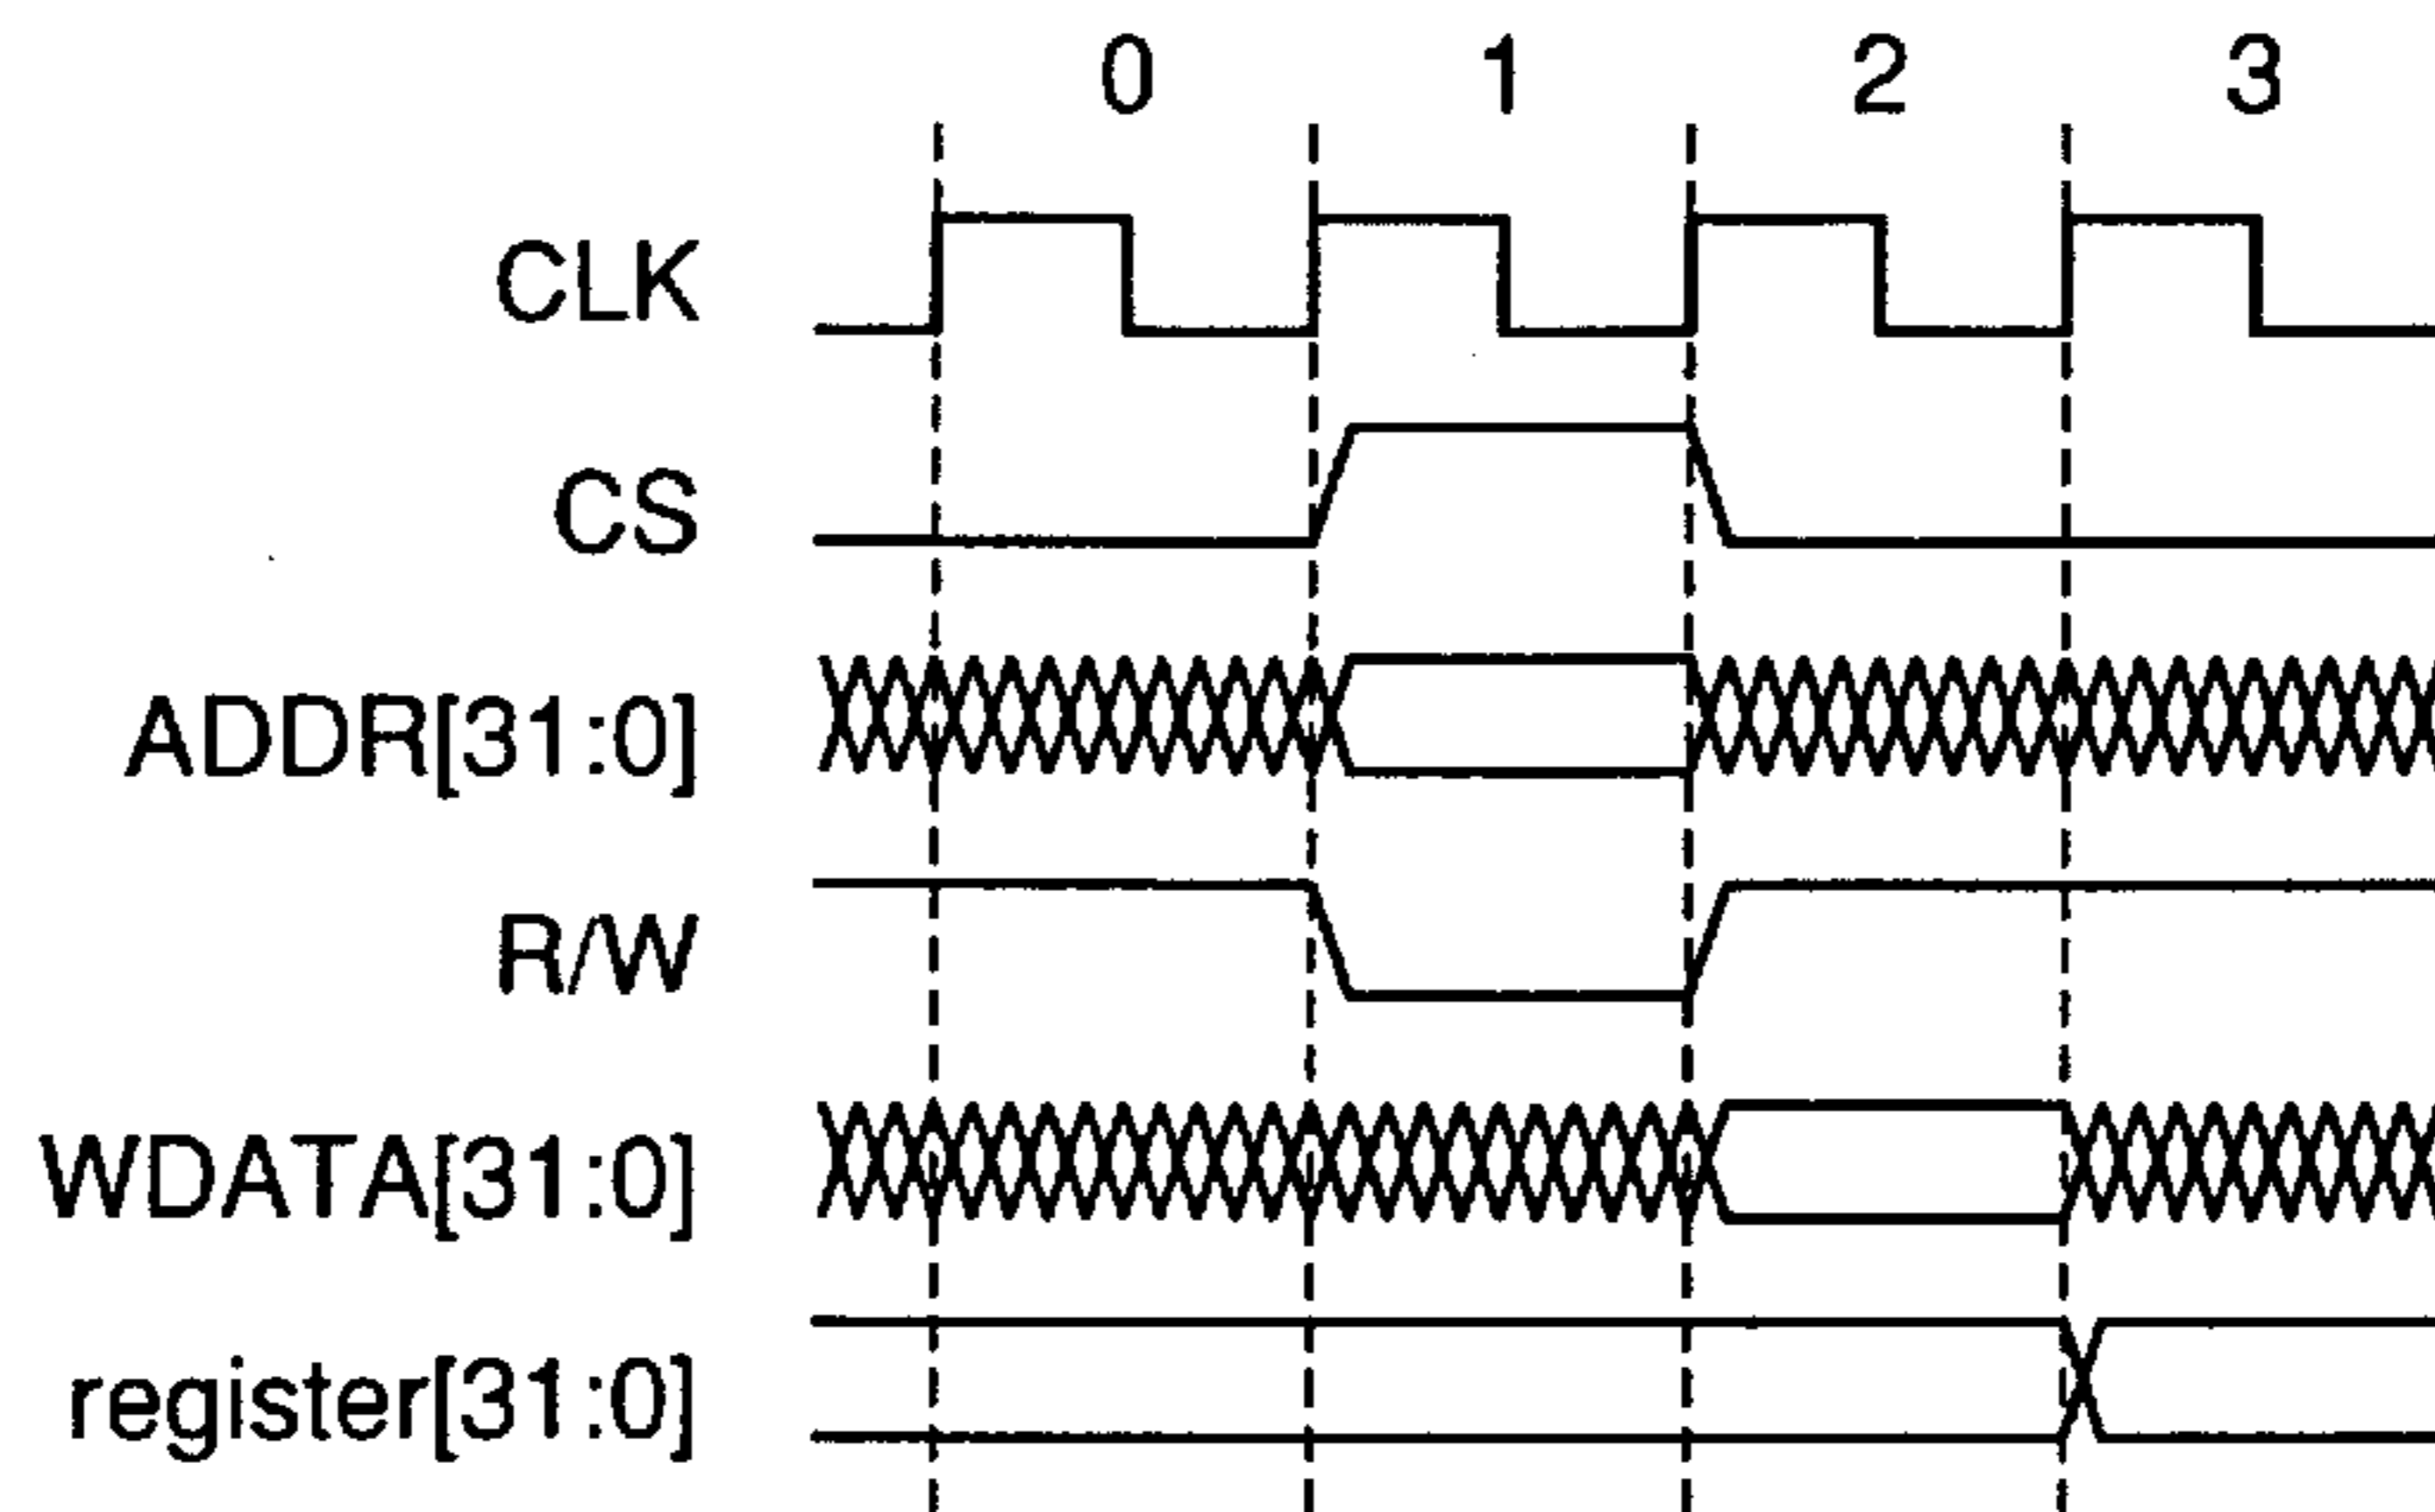 0 1 2 3
CLK
CS
ADDR[31:0]
R/W
WDATA[31:0]
register[31:0]